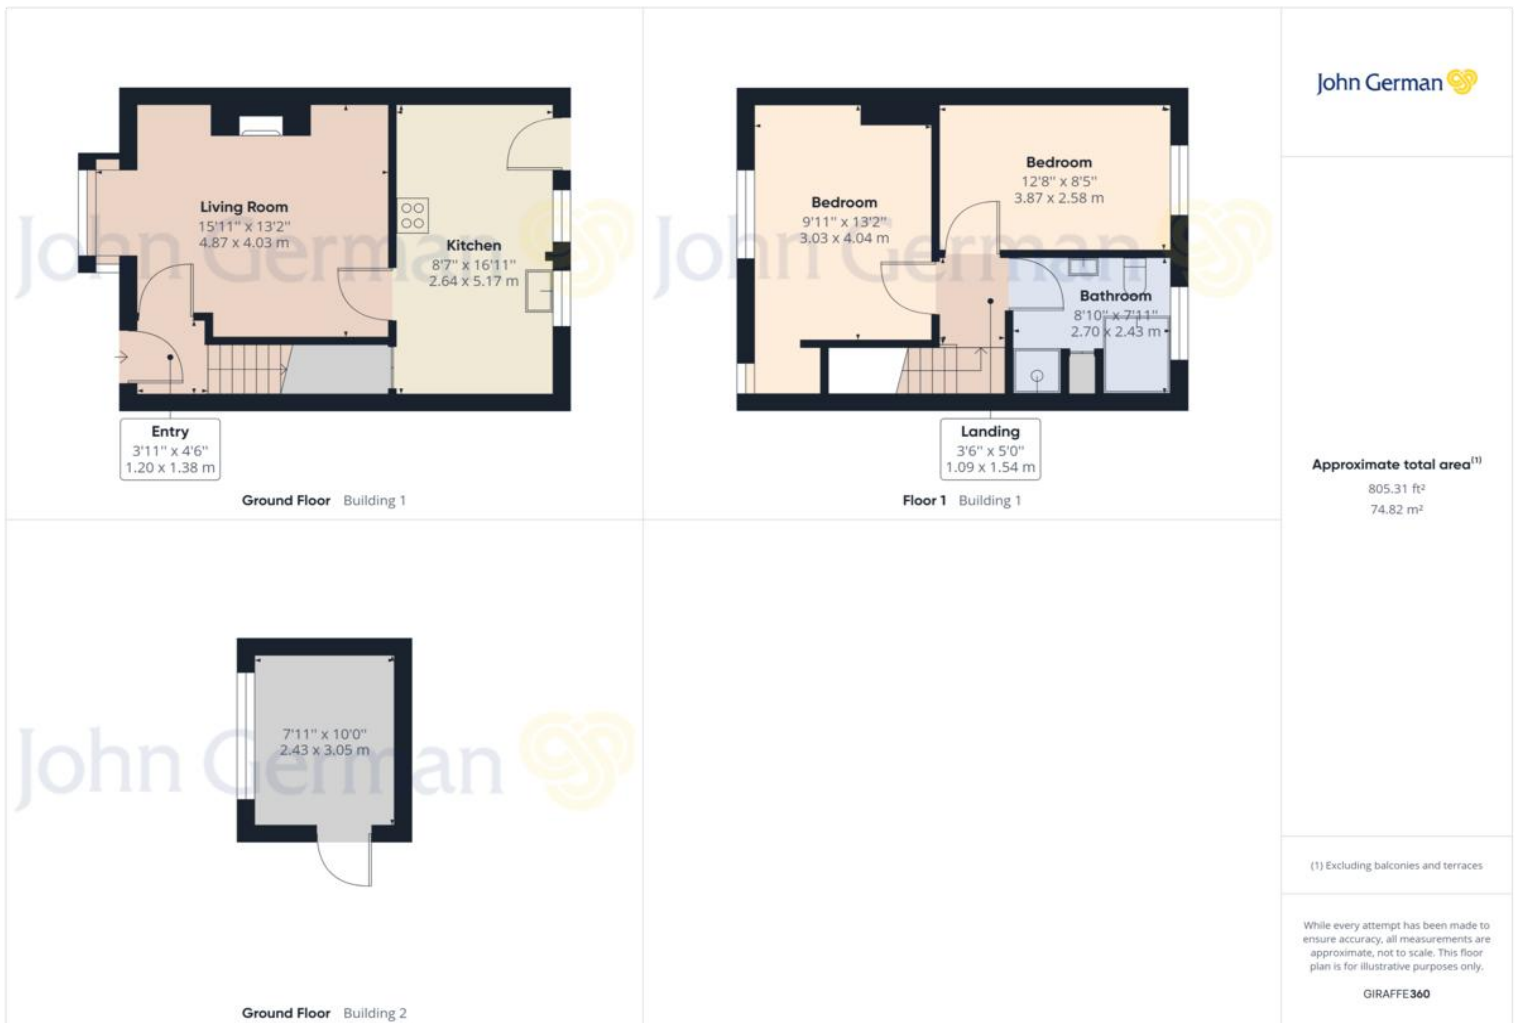 Living Room
15'11" x 13'2"
4.87 x 4.03 m
Kitchen
8'7" x 16'11"
2.64 x 5.17 m
Entry
3'11" x 4'6"
1.20 x 1.38 m
Ground Floor Building 1
Bedroom
9'11" x 13'2"
3.03 x 4.04 m
Bedroom
12'8" x 8'5"
3.87 x 2.58 m
Bathroom
8'10" x 7'11"
2.70 x 2.43 m
Landing
3'6" x 5'0"
1.09 x 1.54 m
Floor 1 Building 1
7'11" x 10'0"
2.43 x 3.05 m
Ground Floor Building 2
John German
John German
John German
John German
Approximate total area(1)
805.31 ft²
74.82 m²
(1) Excluding balconies and terraces
While every attempt has been made to
ensure accuracy, all measurements are
approximate, not to scale. This floor
plan is for illustrative purposes only.
GIRAFFE360